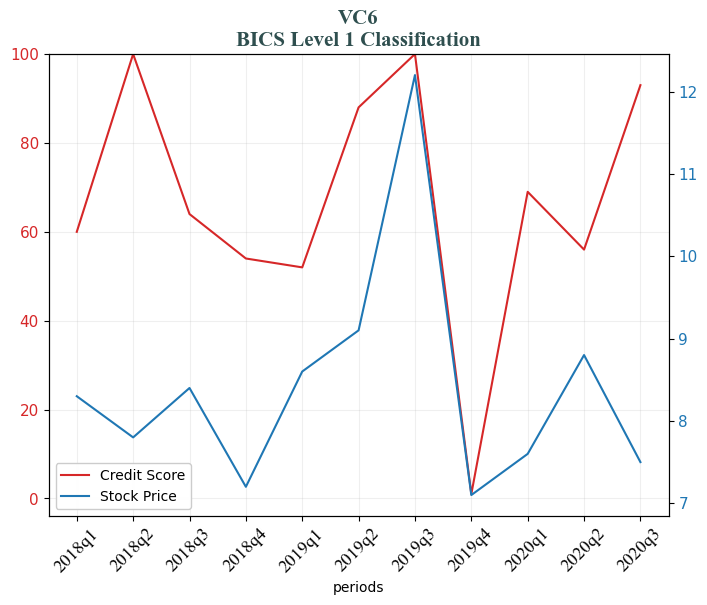 VC6
BICS Level 1 Classification
100
80
60
40
20
0
12
11
10
9
8
7
Credit Score
Stock Price
2018q1
2018q2
2018q3
2018q4
2019q1
2019q2
2019q3
2019q4
2020q1
2020q2
2020q3
periods